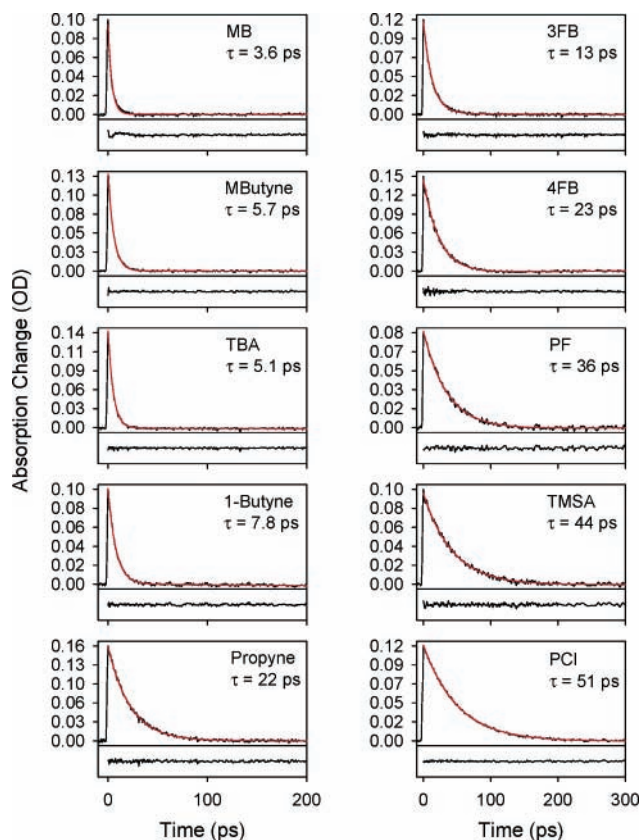 Absorption Change (OD)
0.10
0.08
0.06
0.04
0.02
0.00
MB
τ = 3.6 ps
0.13
0.10
0.08
0.05
0.03
0.00
MButyne
τ = 5.7 ps
0.14
0.11
0.09
0.06
0.03
0.00
TBA
τ = 5.1 ps
0.10
0.08
0.06
0.04
0.02
0.00
1-Butyne
τ = 7.8 ps
0.16
0.13
0.10
0.06
0.03
0.00
Propyne
τ = 22 ps
0 100 200
Time (ps)
0.12
0.10
0.07
0.05
0.02
0.00
3FB
τ = 13 ps
0.15
0.12
0.09
0.06
0.03
0.00
4FB
τ = 23 ps
0.08
0.07
0.05
0.03
0.02
0.00
PF
τ = 36 ps
0.10
0.08
0.06
0.04
0.02
0.00
TMSA
τ = 44 ps
0.12
0.10
0.07
0.05
0.02
0.00
PCl
τ = 51 ps
0 100 200 300
Time (ps)